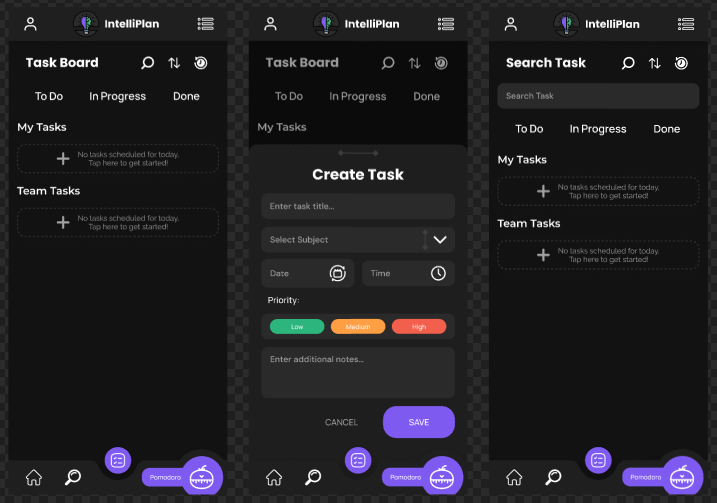 IntelliPlan
Task Board
To Do In Progress Done
My Tasks
No tasks scheduled for today.
Tap here to get started!
Team Tasks
No tasks scheduled for today.
Tap here to get started!
Pomodoro
IntelliPlan
Task Board
To Do In Progress Done
My Tasks
Create Task
Enter task title...
Select Subject
Date Time
Priority:
Low Medium High
Enter additional notes...
CANCEL SAVE
Pomodoro
IntelliPlan
Search Task
Search Task
To Do In Progress Done
My Tasks
No tasks scheduled for today.
Tap here to get started!
Team Tasks
No tasks scheduled for today.
Tap here to get started!
Pomodoro